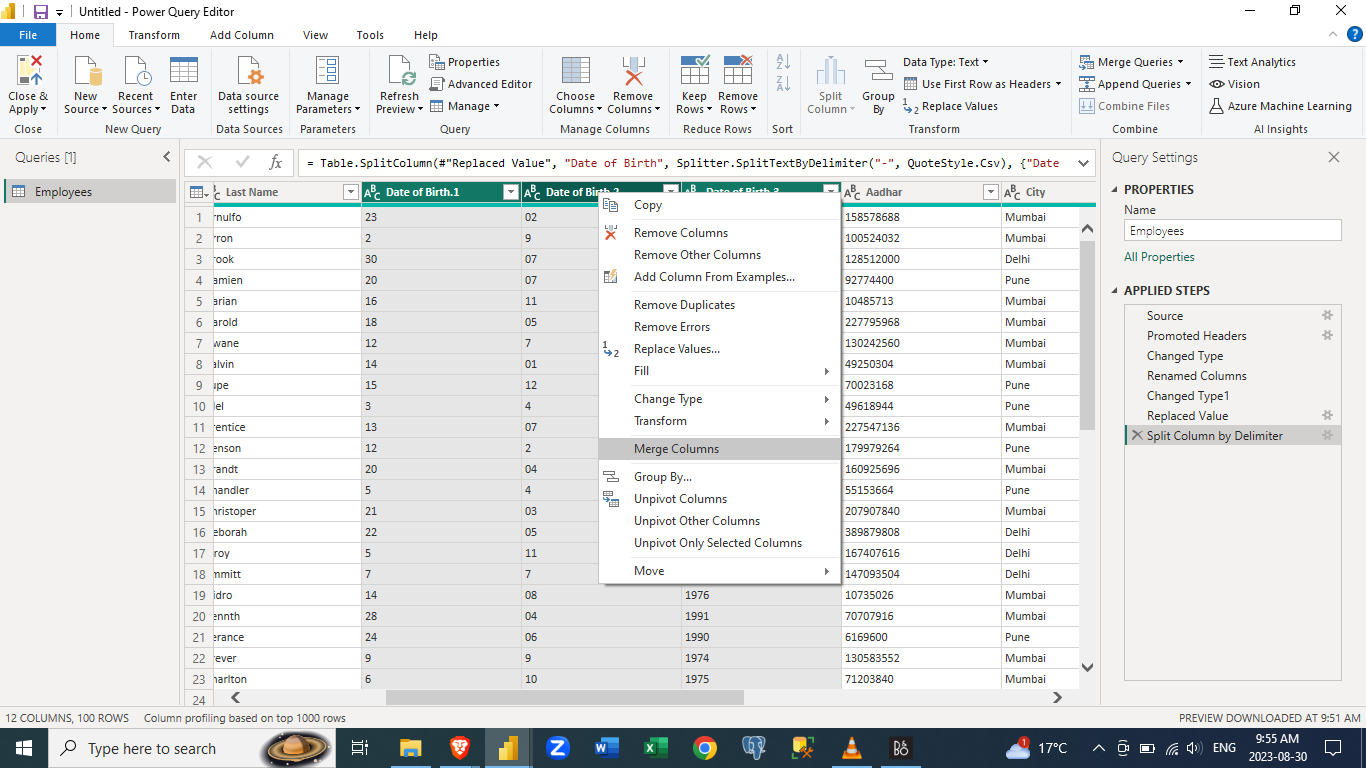 Untitled - Power Query Editor
File Home Transform Add Column View Tools Help
Close & Apply
Close
New Source
Recent Sources
Enter Data
New Query
Data source settings
Data Sources
Manage Parameters
Parameters
Refresh Preview
Properties
Advanced Editor
Manage
Query
Choose Columns
Remove Columns
Manage Columns
Keep Rows
Remove Rows
Reduce Rows
Sort
Split Column
Group By
Data Type: Text
Use First Row as Headers
Replace Values
Transform
Merge Queries
Append Queries
Combine Files
Combine
Text Analytics
Vision
Azure Machine Learning
AI Insights
Queries [1]
Employees
= Table.SplitColumn(#"Replaced Value", "Date of Birth", Splitter.SplitTextByDelimiter("-", QuoteStyle.Csv), {"Date
Last Name Date of Birth.1 Date of Birth.2 Date of Birth.3 Aadhar City
1 rnulfo 23 02 158578688 Mumbai
2 rron 2 9 100524032 Mumbai
3 rook 30 07 128512000 Delhi
4 amien 20 07 92774400 Pune
5 arian 16 11 10485713 Mumbai
6 arold 18 05 227795968 Mumbai
7 wane 12 7 130242560 Mumbai
8 alvin 14 01 49250304 Mumbai
9 upe 15 12 70023168 Pune
10 del 3 4 49618944 Pune
11 rentice 13 07 227547136 Mumbai
12 enson 12 2 179979264 Pune
13 randt 20 04 160925696 Mumbai
14 handler 5 4 55153664 Pune
15 hristoper 21 03 207907840 Mumbai
16 eborah 22 05 389879808 Delhi
17 roy 5 11 167407616 Delhi
18 mmitt 7 7 147093504 Delhi
19 idro 14 08 1976 10735026 Mumbai
20 ennth 28 04 1991 70707916 Mumbai
21 erance 24 06 1990 6169600 Pune
22 rever 9 9 1974 130583552 Mumbai
23 harlton 6 10 1975 71203840 Mumbai
24
Copy
Remove Columns
Remove Other Columns
Add Column From Examples...
Remove Duplicates
Remove Errors
Replace Values...
Fill
Change Type
Transform
Merge Columns
Group By...
Unpivot Columns
Unpivot Other Columns
Unpivot Only Selected Columns
Move
Query Settings
PROPERTIES
Name
Employees
All Properties
APPLIED STEPS
Source
Promoted Headers
Changed Type
Renamed Columns
Changed Type1
Replaced Value
Split Column by Delimiter
12 COLUMNS, 100 ROWS Column profiling based on top 1000 rows PREVIEW DOWNLOADED AT 9:51 AM
Type here to search
1 17°C ENG
9:55 AM
2023-08-30